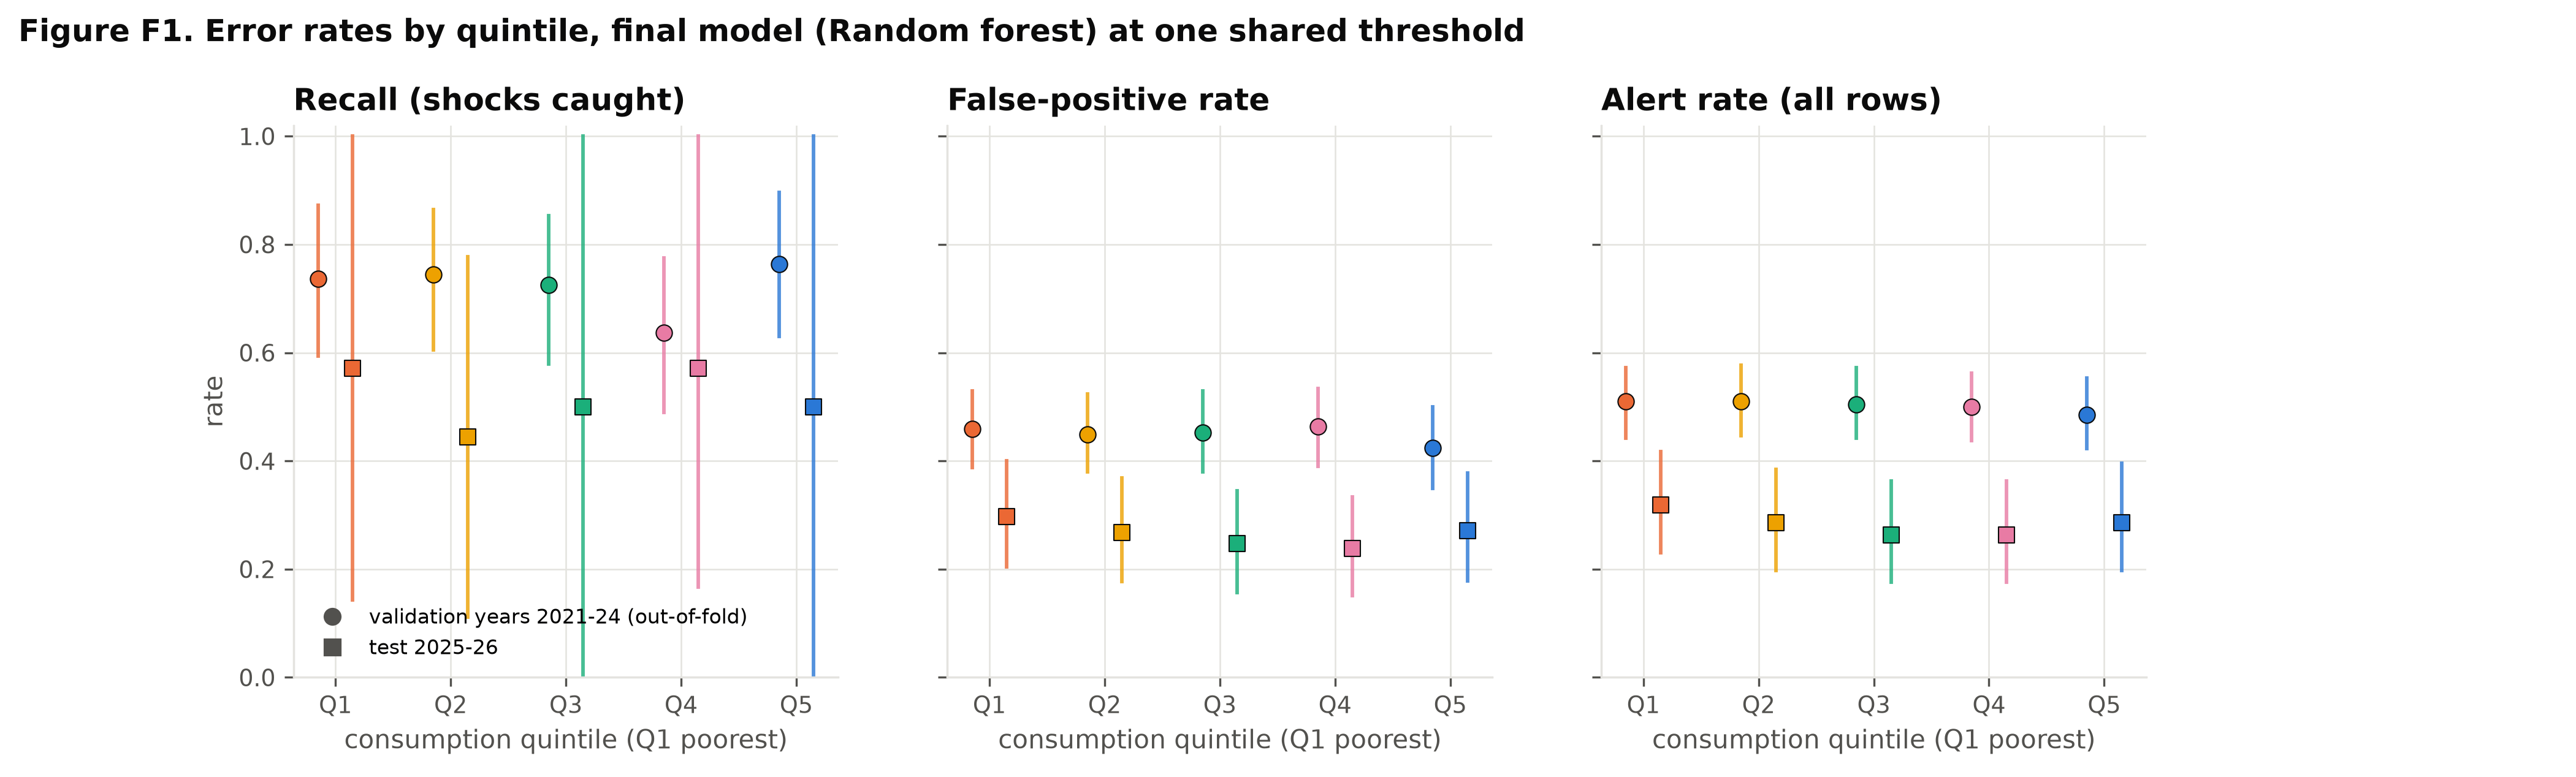 Figure F1. Error rates by quintile, final model (Random forest) at one shared threshold
Recall (shocks caught)
False-positive rate
Alert rate (all rows)
rate
1.0
0.8
0.6
0.4
0.2
0.0
validation years 2021-24 (out-of-fold)
test 2025-26
Q1 Q2 Q3 Q4 Q5
Q1 Q2 Q3 Q4 Q5
Q1 Q2 Q3 Q4 Q5
consumption quintile (Q1 poorest)
consumption quintile (Q1 poorest)
consumption quintile (Q1 poorest)